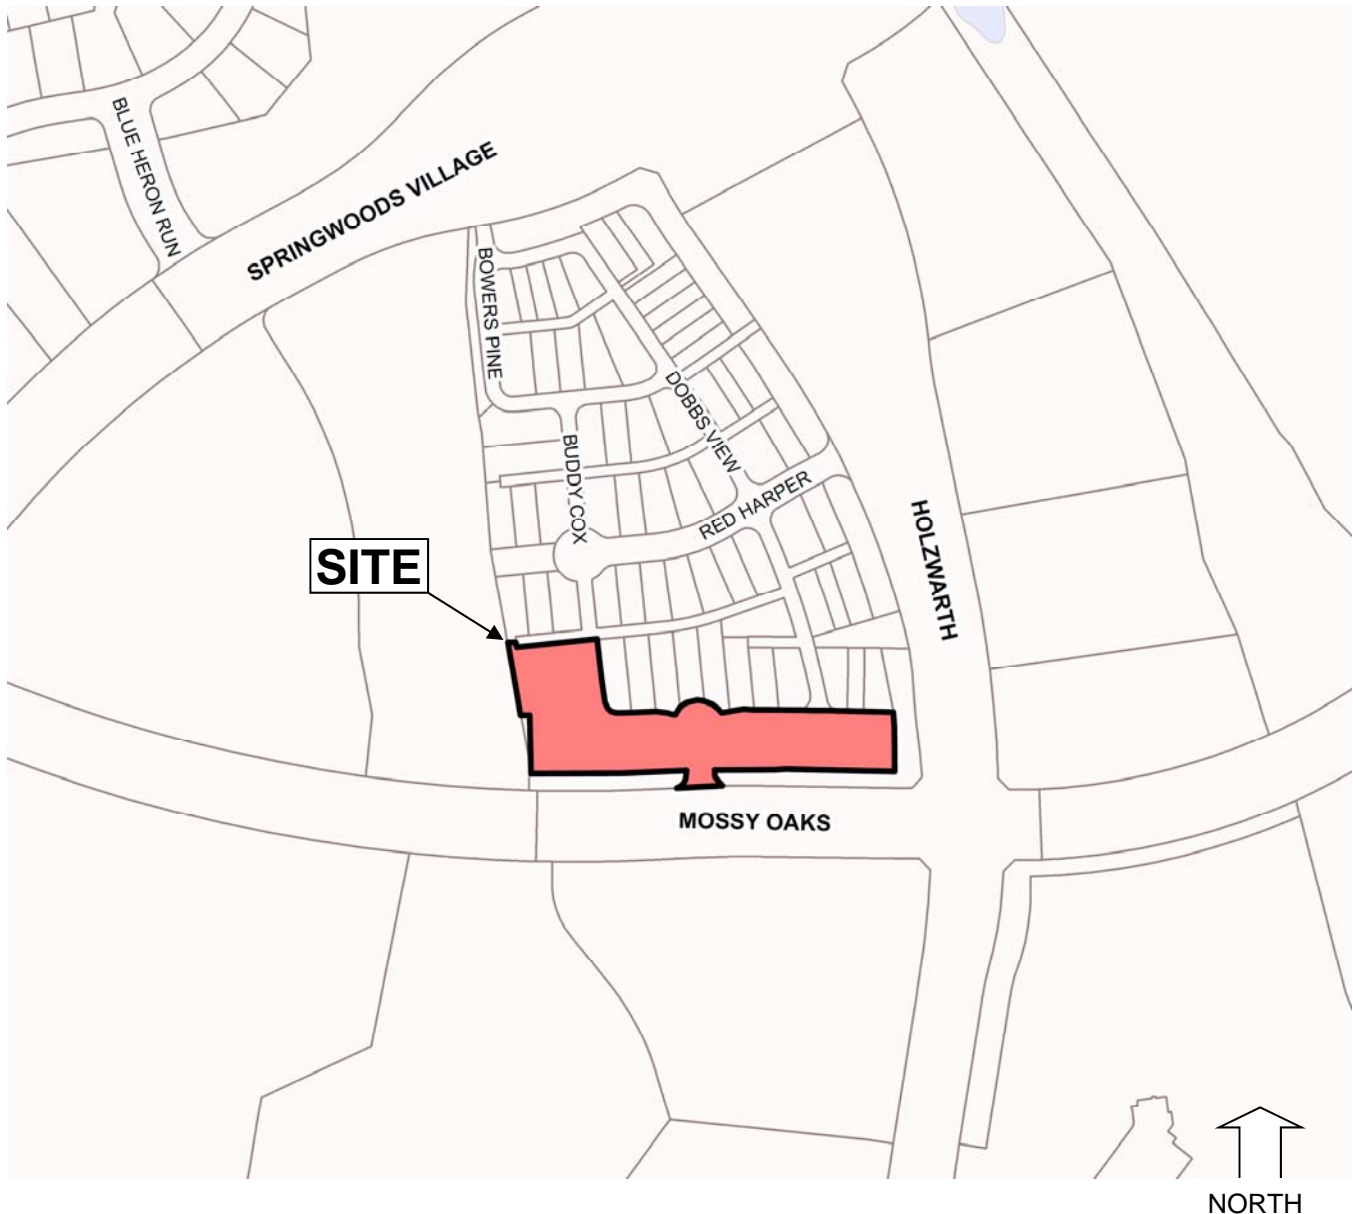 BLUE HERON RUN
SPRINGWOODS VILLAGE
BOWERS PINE
DOBBS VIEW
BUDDY COX
RED HARPER
HOLZWARTH
SITE
MOSSY OAKS
NORTH